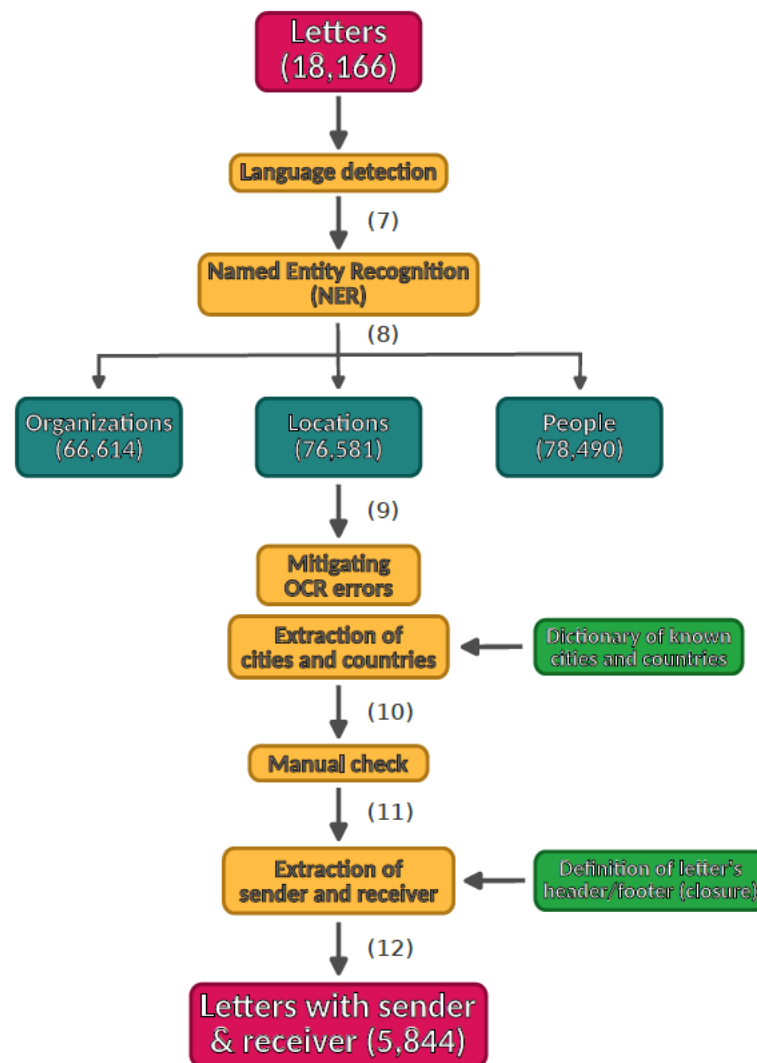 Letters
(18,166)
Language detection
(7)
Named Entity Recognition
(NER)
(8)
Organizations
(66,614)
Locations
(76,581)
People
(78,490)
(9)
Mitigating
OCR errors
Extraction of
cities and countries
Dictionary of known
cities and countries
(10)
Manual check
(11)
Extraction of
sender and receiver
Definition of letter's
header/footer (closure)
(12)
Letters with sender
& receiver (5,844)